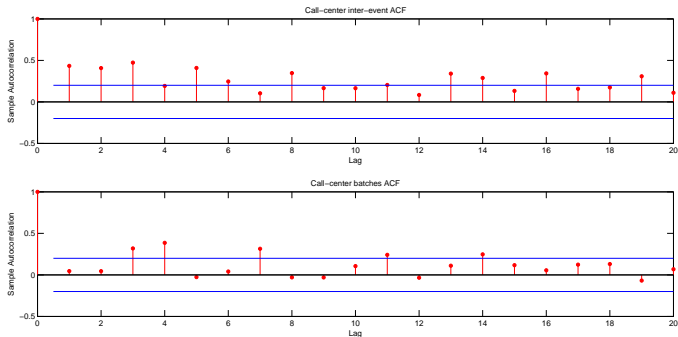 Call−center inter−event ACF
1
0.5
0
−0.5
Sample Autocorrelation
0 2 4 6 8 10 12 14 16 18 20
Lag
Call−center batches ACF
1
0.5
0
−0.5
Sample Autocorrelation
0 2 4 6 8 10 12 14 16 18 20
Lag